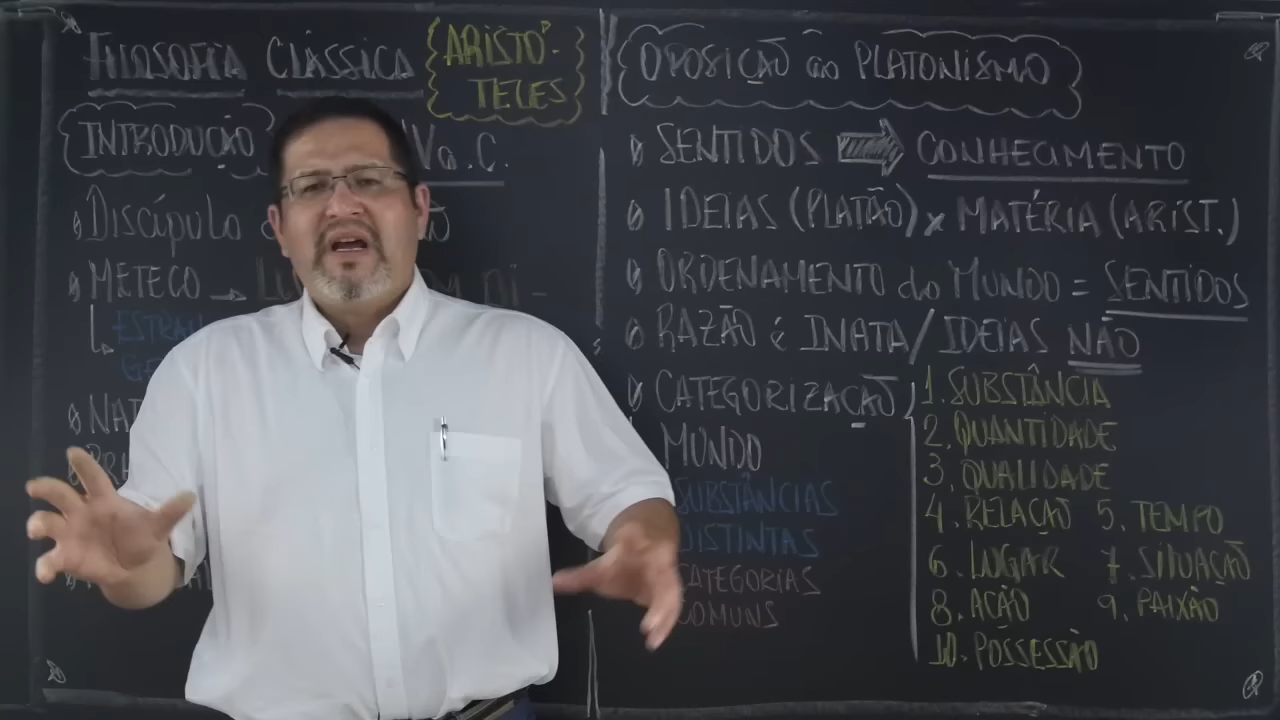 FILOSOFIA CLÁSSICA
ARISTÓ-
TELES
INTRODUÇÃO
a.C.
Discípulo
METECO →
NA
OPOSIÇÃO ao PLATONISMO
SENTIDOS ⇒ CONHECIMENTO
IDEIAS (PLATÃO) x MATÉRIA (ARIST.)
ORDENAMENTO do MUNDO = SENTIDOS
RAZÃO é INATA / IDEIAS NÃO
CATEGORIZAÇÃO
MUNDO
SUBSTÂNCIAS
DISTINTAS
CATEGORIAS
COMUNS
1. SUBSTÂNCIA
2. QUANTIDADE
3. QUALIDADE
4. RELAÇÃO 5. TEMPO
6. LUGAR 7. SITUAÇÃO
8. AÇÃO 9. PAIXÃO
10. POSSESSÃO